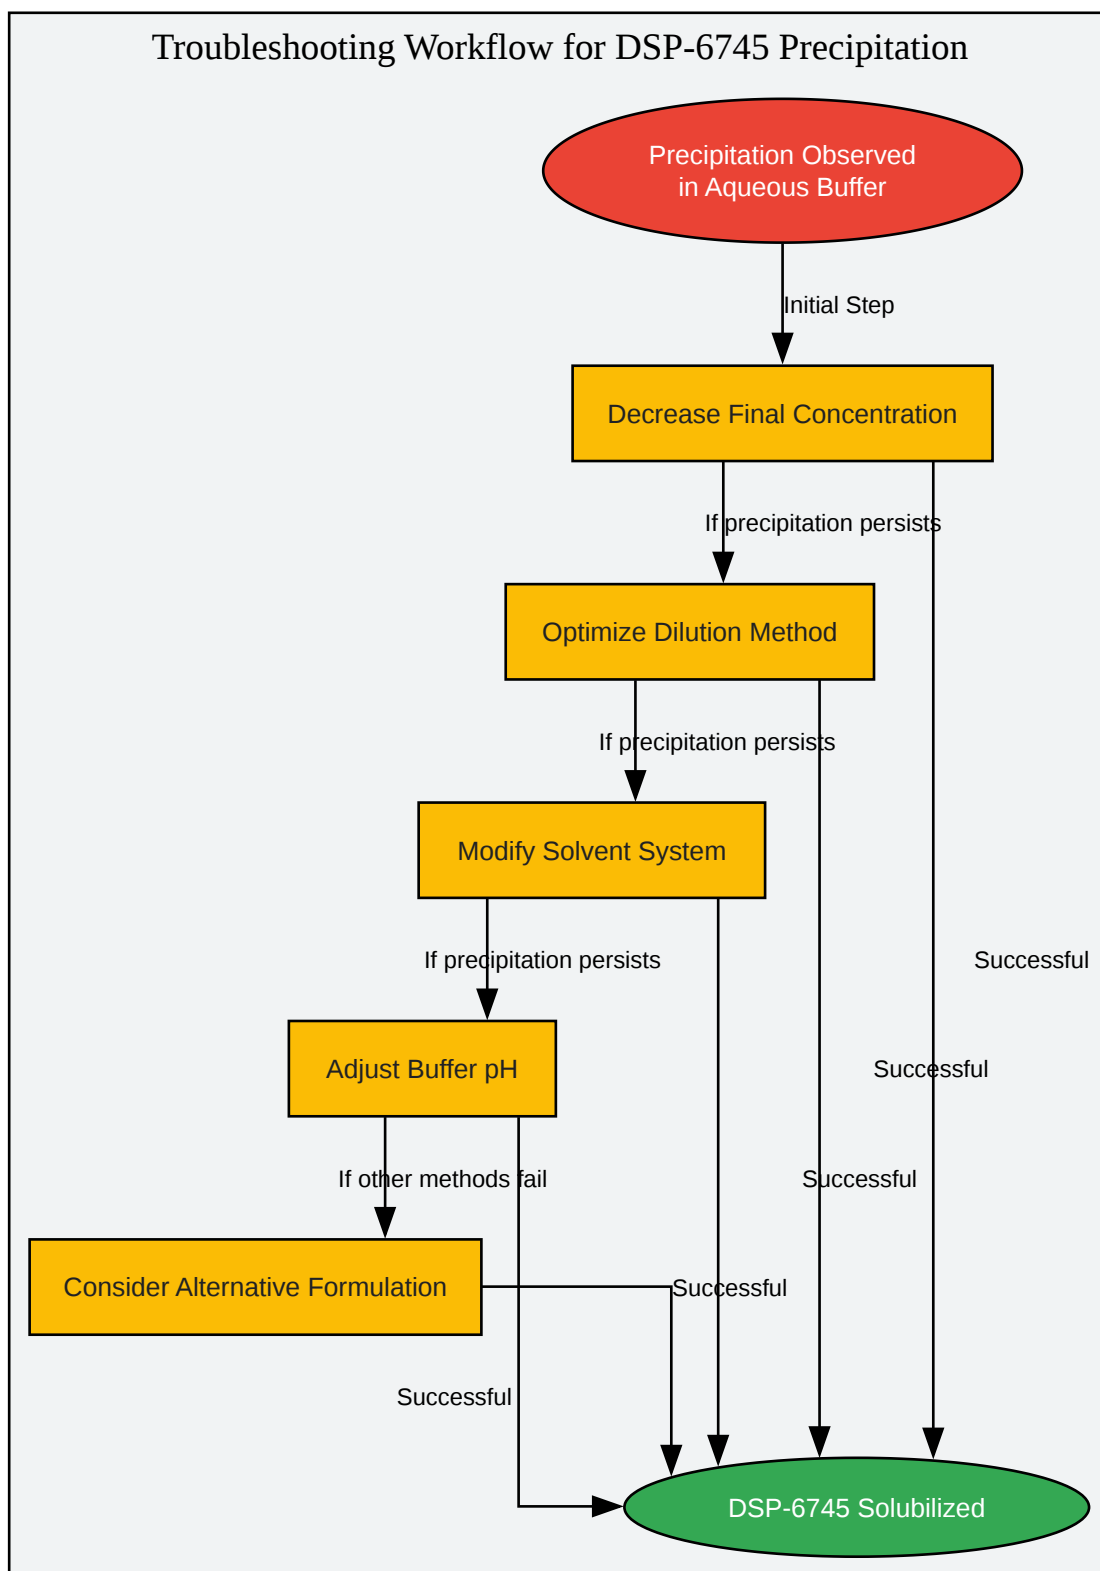 Troubleshooting Workflow for DSP-6745 Precipitation
Precipitation Observed
in Aqueous Buffer
Initial Step
Decrease Final Concentration
If precipitation persists
Optimize Dilution Method
If precipitation persists
Modify Solvent System
If precipitation persists
Successful
Adjust Buffer pH
Successful
If other methods fail
Successful
Consider Alternative Formulation
Successful
Successful
DSP-6745 Solubilized